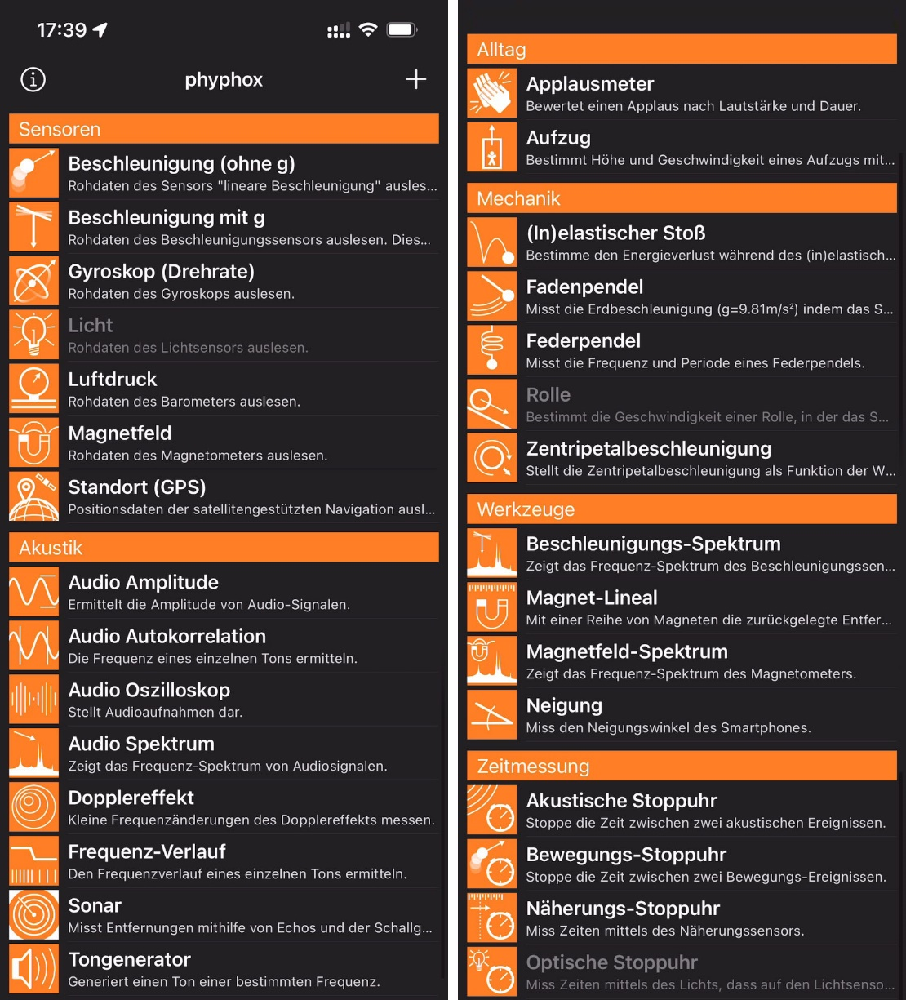 17:39
phyphox
Sensoren
Beschleunigung (ohne g)
Rohdaten des Sensors "lineare Beschleunigung" ausles...
Beschleunigung mit g
Rohdaten des Beschleunigungssensors auslesen. Dies...
Gyroskop (Drehrate)
Rohdaten des Gyroskops auslesen.
Licht
Rohdaten des Lichtsensors auslesen.
Luftdruck
Rohdaten des Barometers auslesen.
Magnetfeld
Rohdaten des Magnetometers auslesen.
Standort (GPS)
Positionsdaten der satellitengestützten Navigation ausl...
Akustik
Audio Amplitude
Ermittelt die Amplitude von Audio-Signalen.
Audio Autokorrelation
Die Frequenz eines einzelnen Tons ermitteln.
Audio Oszilloskop
Stellt Audioaufnahmen dar.
Audio Spektrum
Zeigt das Frequenz-Spektrum von Audiosignalen.
Dopplereffekt
Kleine Frequenzänderungen des Dopplereffekts messen.
Frequenz-Verlauf
Den Frequenzverlauf eines einzelnen Tons ermitteln.
Sonar
Misst Entfernungen mithilfe von Echos und der Schallg...
Tongenerator
Generiert einen Ton einer bestimmten Frequenz.
Alltag
Applausmeter
Bewertet einen Applaus nach Lautstärke und Dauer.
Aufzug
Bestimmt Höhe und Geschwindigkeit eines Aufzugs mit...
Mechanik
(In)elastischer Stoß
Bestimme den Energieverlust während des (in)elastisch...
Fadenpendel
Misst die Erdbeschleunigung (g=9.81m/s²) indem das S...
Federpendel
Misst die Frequenz und Periode eines Federpendels.
Rolle
Bestimmt die Geschwindigkeit einer Rolle, in der das S...
Zentripetalbeschleunigung
Stellt die Zentripetalbeschleunigung als Funktion der W...
Werkzeuge
Beschleunigungs-Spektrum
Zeigt das Frequenz-Spektrum des Beschleunigungssen...
Magnet-Lineal
Mit einer Reihe von Magneten die zurückgelegte Entfer...
Magnetfeld-Spektrum
Zeigt das Frequenz-Spektrum des Magnetometers.
Neigung
Miss den Neigungswinkel des Smartphones.
Zeitmessung
Akustische Stoppuhr
Stoppe die Zeit zwischen zwei akustischen Ereignissen.
Bewegungs-Stoppuhr
Stoppe die Zeit zwischen zwei Bewegungs-Ereignissen.
Näherungs-Stoppuhr
Miss Zeiten mittels des Näherungssensors.
Optische Stoppuhr
Miss Zeiten mittels des Lichts, dass auf den Lichtsenso...